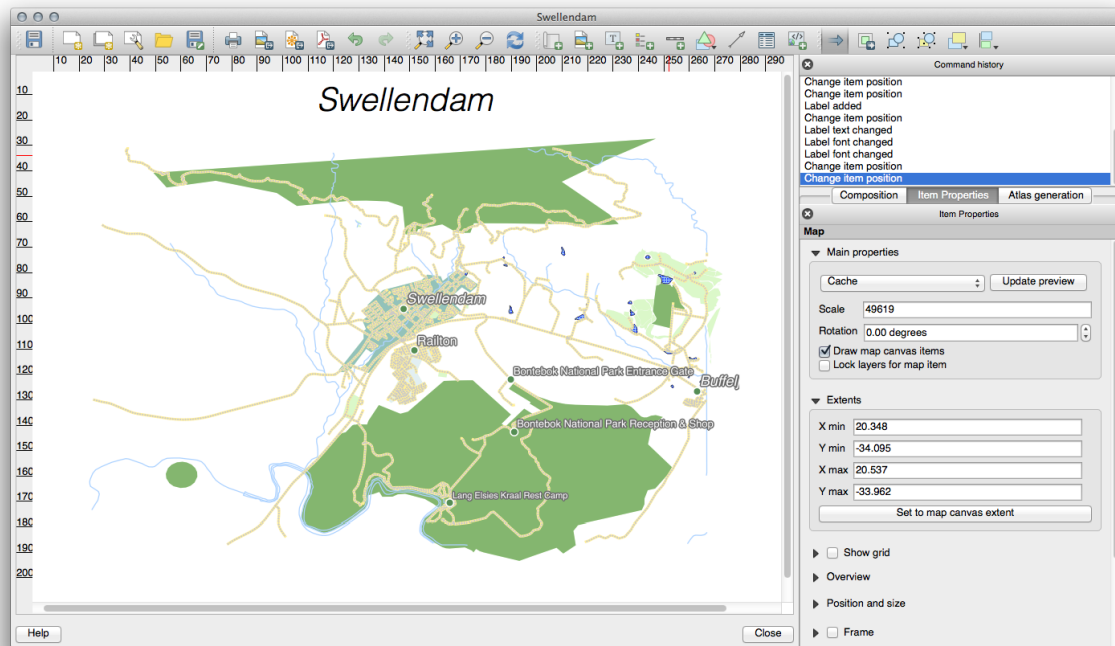 Swellendam
10 20 30 40 50 60 70 80 90 100 110 120 130 140 150 160 170 180 190 200 210 220 230 240 250 260 270 280 290
10
20
30
40
50
60
70
80
90
100
110
120
130
140
150
160
170
180
190
200
Swellendam
Swellendam
Railton
Bontebok National Park Entrance Gate
Buffelj
Bontebok National Park Reception & Shop
Lang Elsies Kraal Rest Camp
Help
Close
Command history
Change item position
Change item position
Label added
Change item position
Label text changed
Label font changed
Label font changed
Change item position
Change item position
Composition Item Properties Atlas generation
Item Properties
Map
Main properties
Cache Update preview
Scale 49619
Rotation 0.00 degrees
Draw map canvas items
Lock layers for map item
Extents
X min 20.348
Y min -34.095
X max 20.537
Y max -33.962
Set to map canvas extent
Show grid
Overview
Position and size
Frame